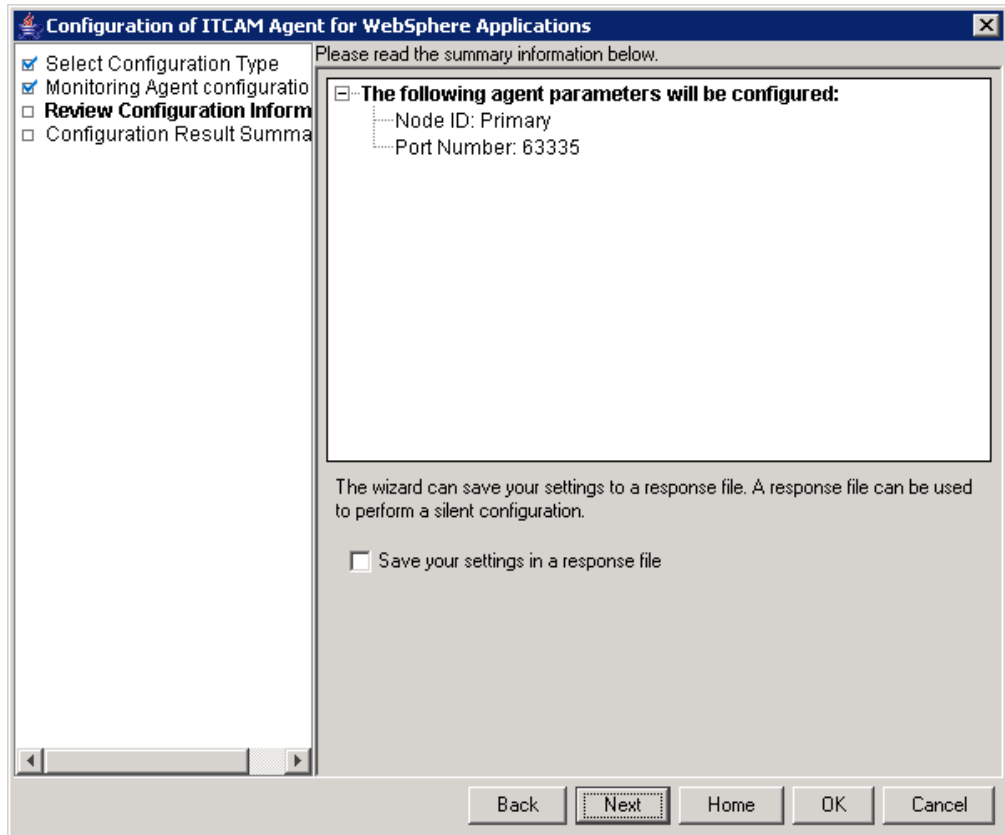 Configuration of ITCAM Agent for WebSphere Applications
Select Configuration Type
Monitoring Agent configuratio
Review Configuration Inform
Configuration Result Summa
Please read the summary information below.
The following agent parameters will be configured:
Node ID: Primary
Port Number: 63335
The wizard can save your settings to a response file. A response file can be used
to perform a silent configuration.
Save your settings in a response file
Back
Next
Home
OK
Cancel